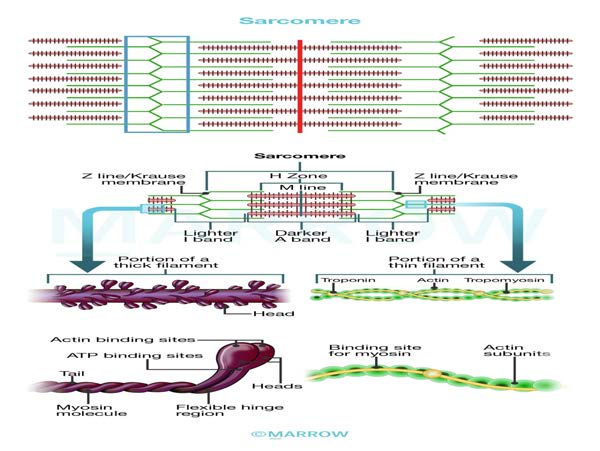 Sarcomere
Sarcomere
Z line/Krause
membrane
H Zone
Z line/Krause
membrane
M line
Lighter
I band
Darker
A band
Lighter
I band
MARROW
Portion of a
thick filament
Portion of a
thin filament
Troponin
Actin
Tropomyosin
Head
Actin binding sites
ATP binding sites
Tail
Heads
Myosin
molecule
Flexible hinge
region
Binding site
for myosin
Actin
subunits
©MARROW